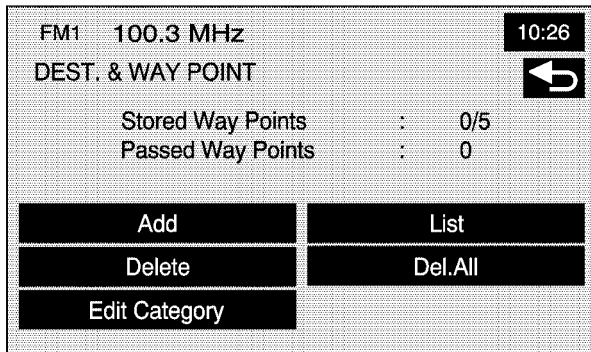 FM1 100.3 MHz 10:26
DEST. & WAY POINT
Stored Way Points : 0/5
Passed Way Points : 0
Add List
Delete Del.All
Edit Category